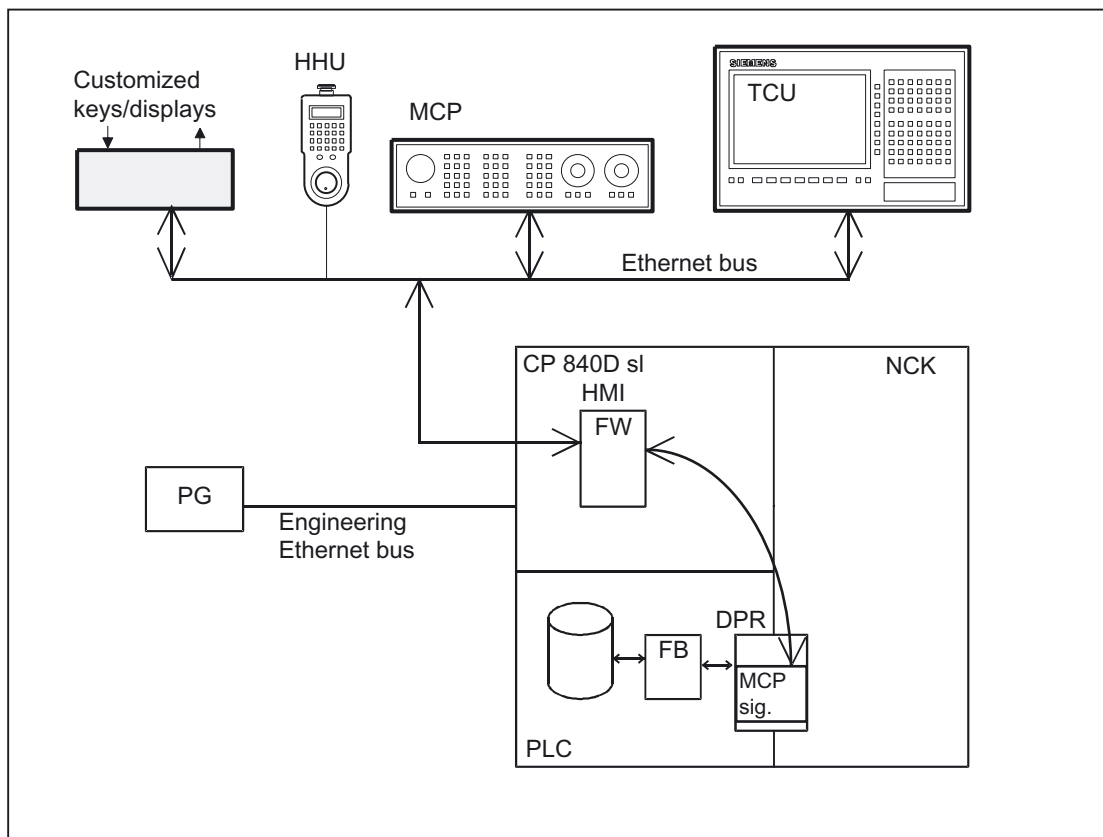 HHU
Customized
keys/displays
MCP
SIEMENS
TCU
Ethernet bus
CP 840D sl
NCK
HMI
FW
PG
Engineering
Ethernet bus
DPR
FB
MCP
sig.
PLC